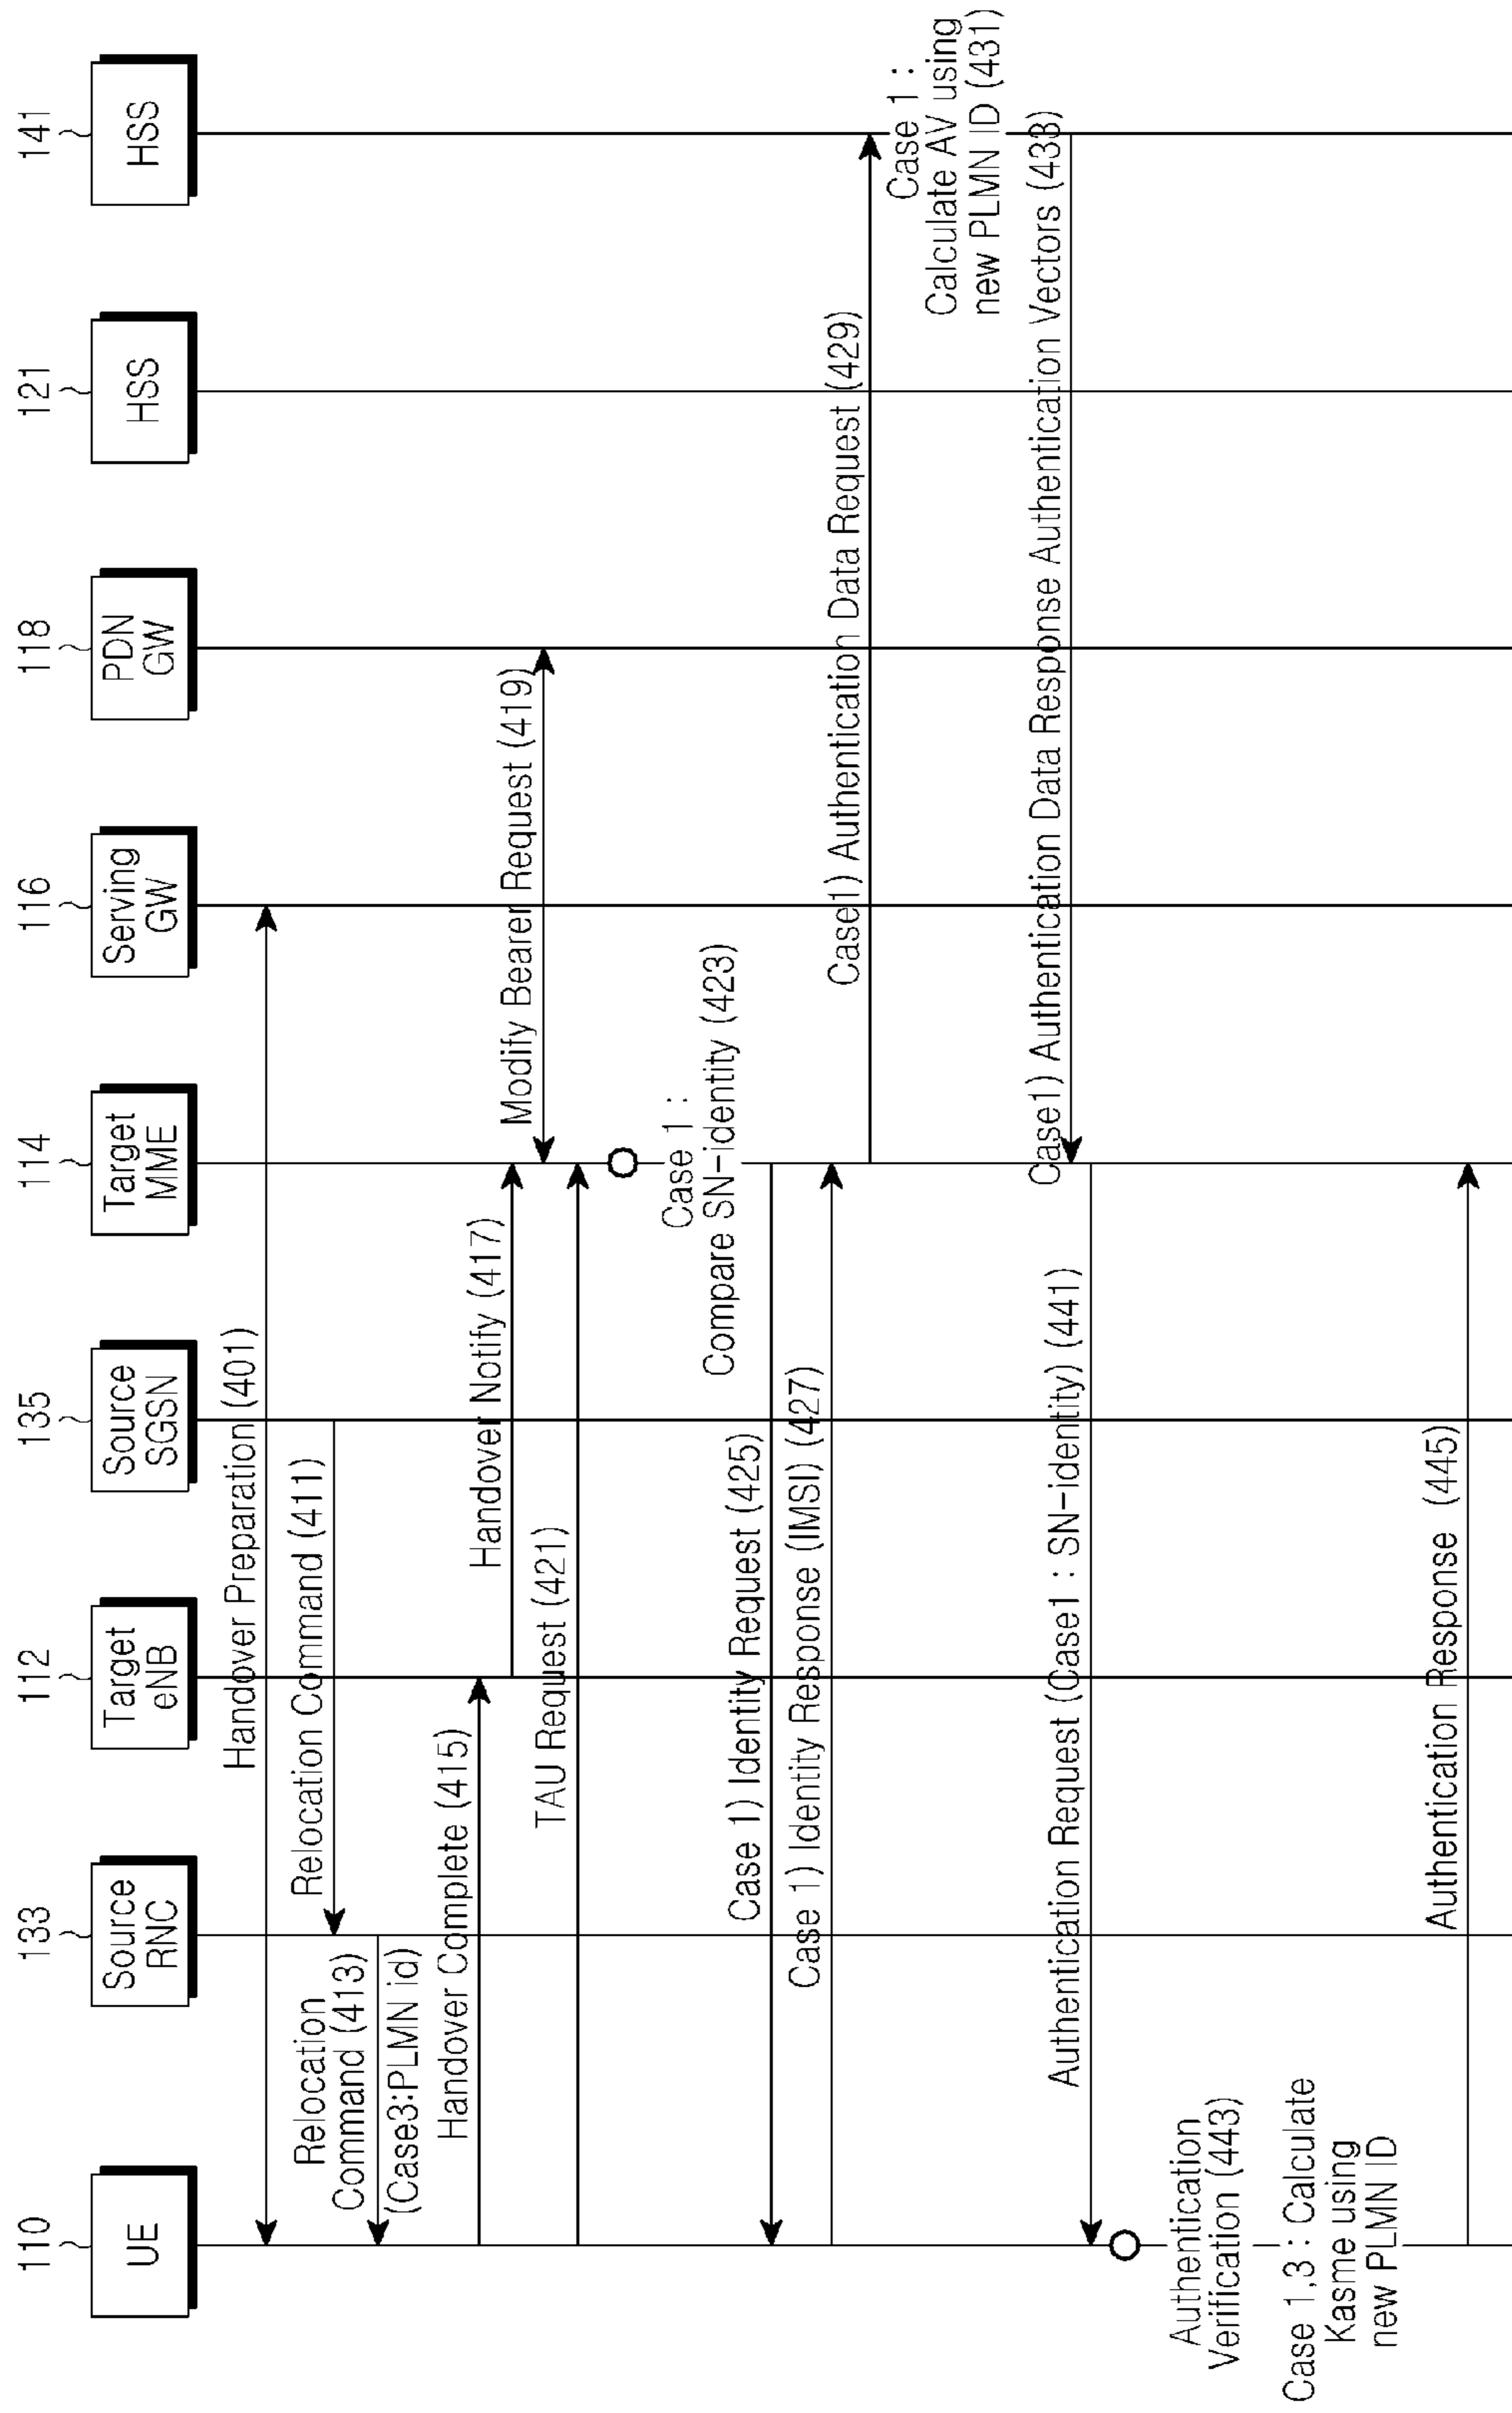 110
133
112
135
114
116
118
121
141
UE
Source
RNC
Target
eNB
Source
SGSN
Target
MME
Serving
GW
PDN
GW
HSS
HSS
Handover Preparation (401)
Relocation Command (411)
Relocation
Command (413)
(Case3:PLMN id)
Handover Complete (415)
Handover Notify (417)
Modify Bearer Request (419)
TAU Request (421)
Case 1 :
Compare SN-identity (423)
Case 1) Identity Request (425)
Case 1) Identity Response (IMSI) (427)
Case1) Authentication Data Request (429)
Case 1 :
Calculate AV using
new PLMN ID (431)
Case1) Authentication Data Response Authentication Vectors (433)
Authentication Request (Case1 : SN-identity) (441)
Authentication
Verification (443)
Case 1,3 : Calculate
Kasme using
new PLMN ID
Authentication Response (445)